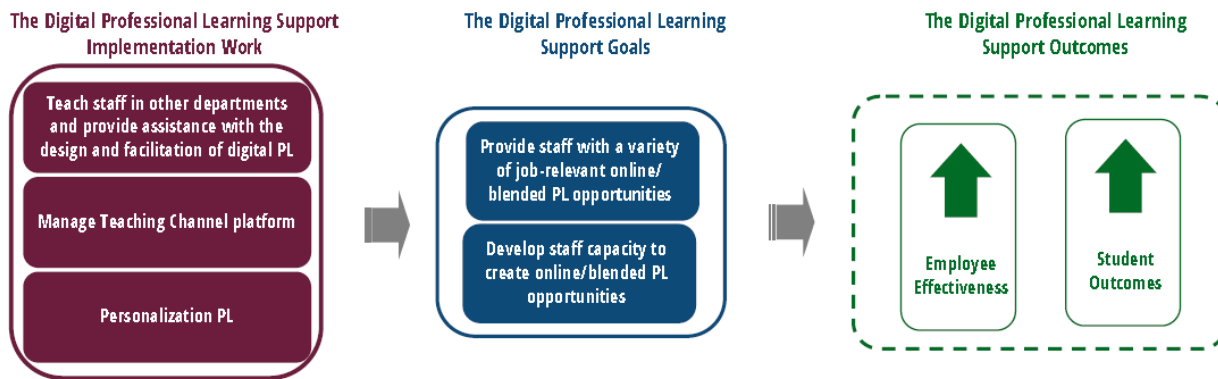 The Digital Professional Learning Support
Implementation Work
Teach staff in other departments
and provide assistance with the
design and facilitation of digital PL
Manage Teaching Channel platform
Personalization PL
The Digital Professional Learning
Support Goals
Provide staff with a variety
of job-relevant online/
blended PL opportunities
Develop staff capacity to
create online/blended PL
opportunities
The Digital Professional Learning
Support Outcomes
Employee
Effectiveness
Student
Outcomes